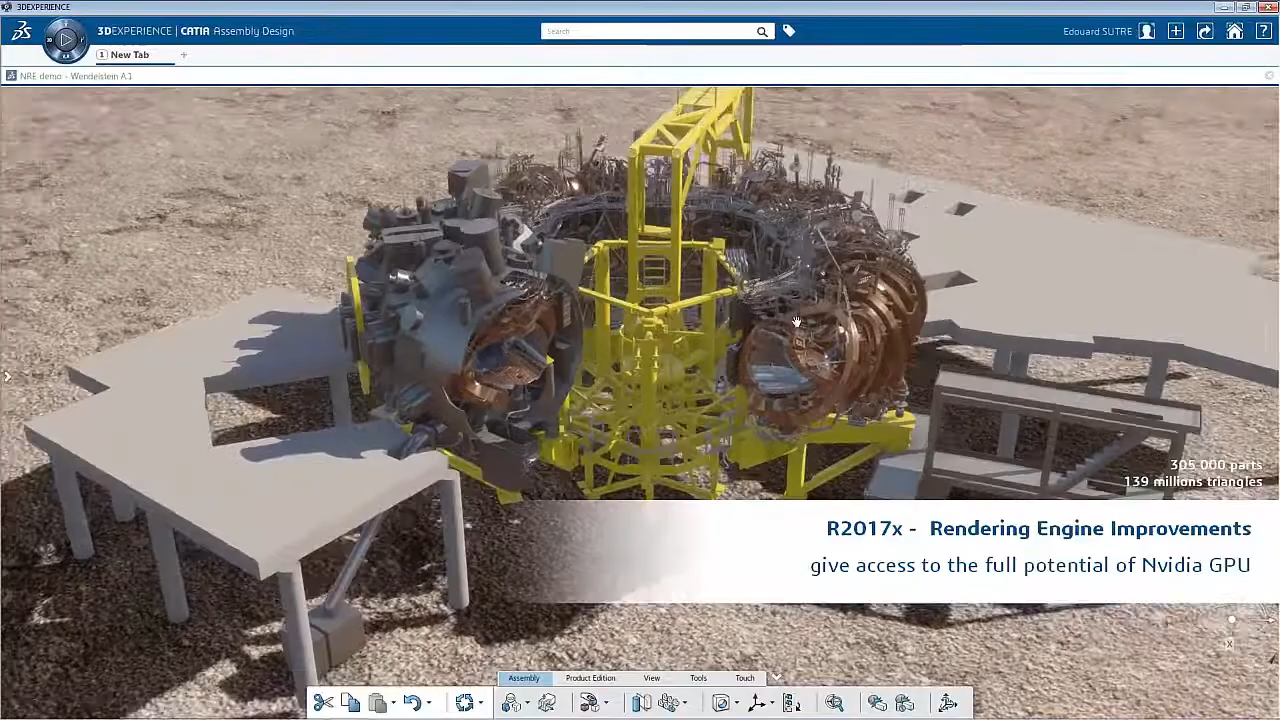 3DEXPERIENCE
3DEXPERIENCE | CATIA Assembly Design
Search
Edouard SUTRE
1 New Tab +
NRE demo - Wendelstein A.1
305 000 parts
139 millions triangles
R2017x - Rendering Engine Improvements
give access to the full potential of Nvidia GPU
X
Assembly Product Edition View Tools Touch